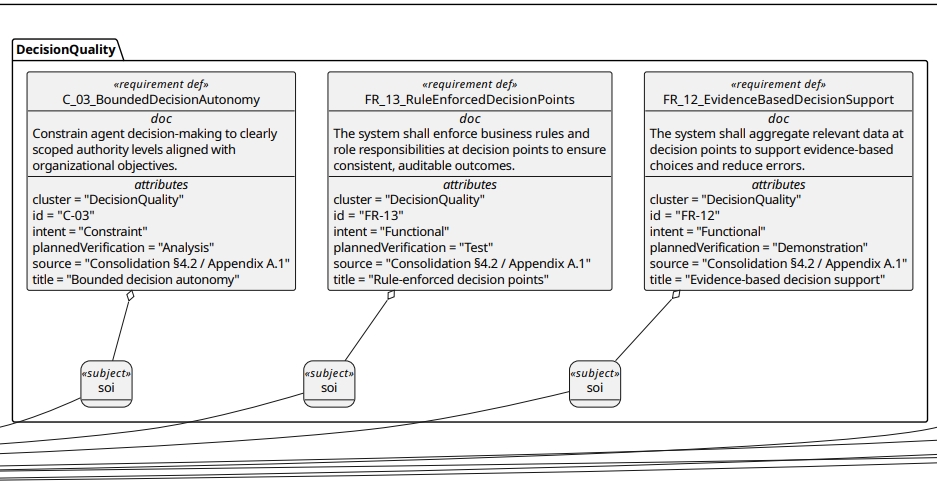 DecisionQuality
«requirement def»
C_03_BoundedDecisionAutonomy
doc
Constrain agent decision-making to clearly
scoped authority levels aligned with
organizational objectives.
attributes
cluster = "DecisionQuality"
id = "C-03"
intent = "Constraint"
plannedVerification = "Analysis"
source = "Consolidation §4.2 / Appendix A.1"
title = "Bounded decision autonomy"
«requirement def»
FR_13_RuleEnforcedDecisionPoints
doc
The system shall enforce business rules and
role responsibilities at decision points to ensure
consistent, auditable outcomes.
attributes
cluster = "DecisionQuality"
id = "FR-13"
intent = "Functional"
plannedVerification = "Test"
source = "Consolidation §4.2 / Appendix A.1"
title = "Rule-enforced decision points"
«requirement def»
FR_12_EvidenceBasedDecisionSupport
doc
The system shall aggregate relevant data at
decision points to support evidence-based
choices and reduce errors.
attributes
cluster = "DecisionQuality"
id = "FR-12"
intent = "Functional"
plannedVerification = "Demonstration"
source = "Consolidation §4.2 / Appendix A.1"
title = "Evidence-based decision support"
«subject»
soi
«subject»
soi
«subject»
soi